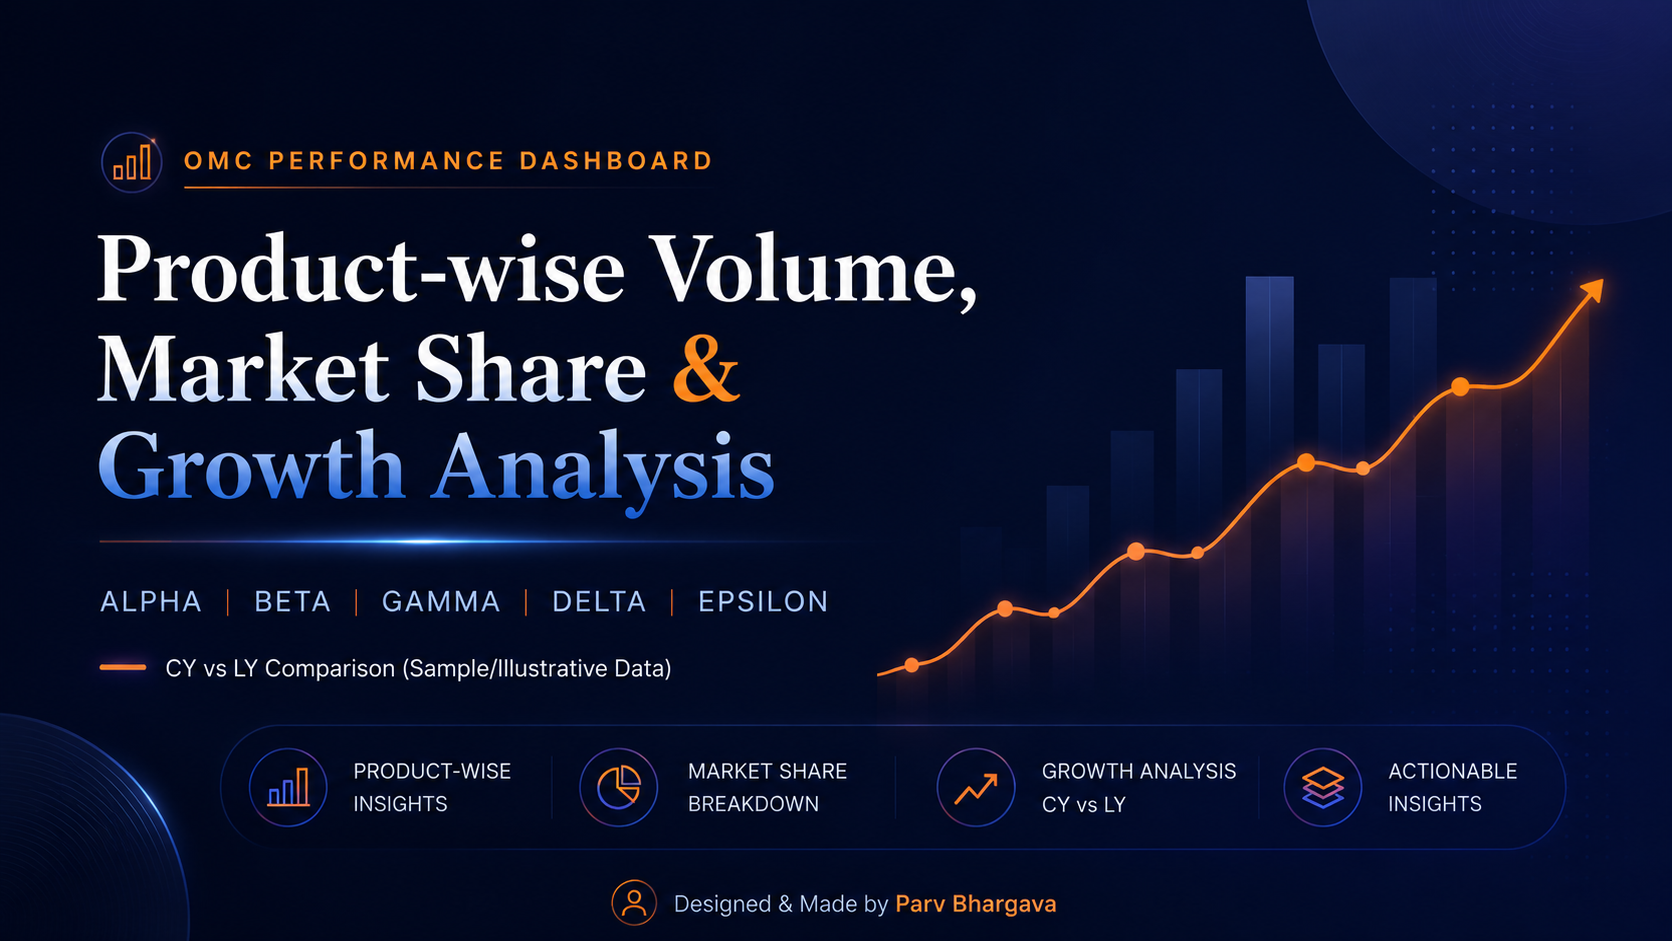 OMC PERFORMANCE DASHBOARD
Product-wise Volume,
Market Share &
Growth Analysis
ALPHA | BETA | GAMMA | DELTA | EPSILON
CY vs LY Comparison (Sample/Illustrative Data)
PRODUCT-WISE
INSIGHTS
MARKET SHARE
BREAKDOWN
GROWTH ANALYSIS
CY vs LY
ACTIONABLE
INSIGHTS
Designed & Made by Parv Bhargava